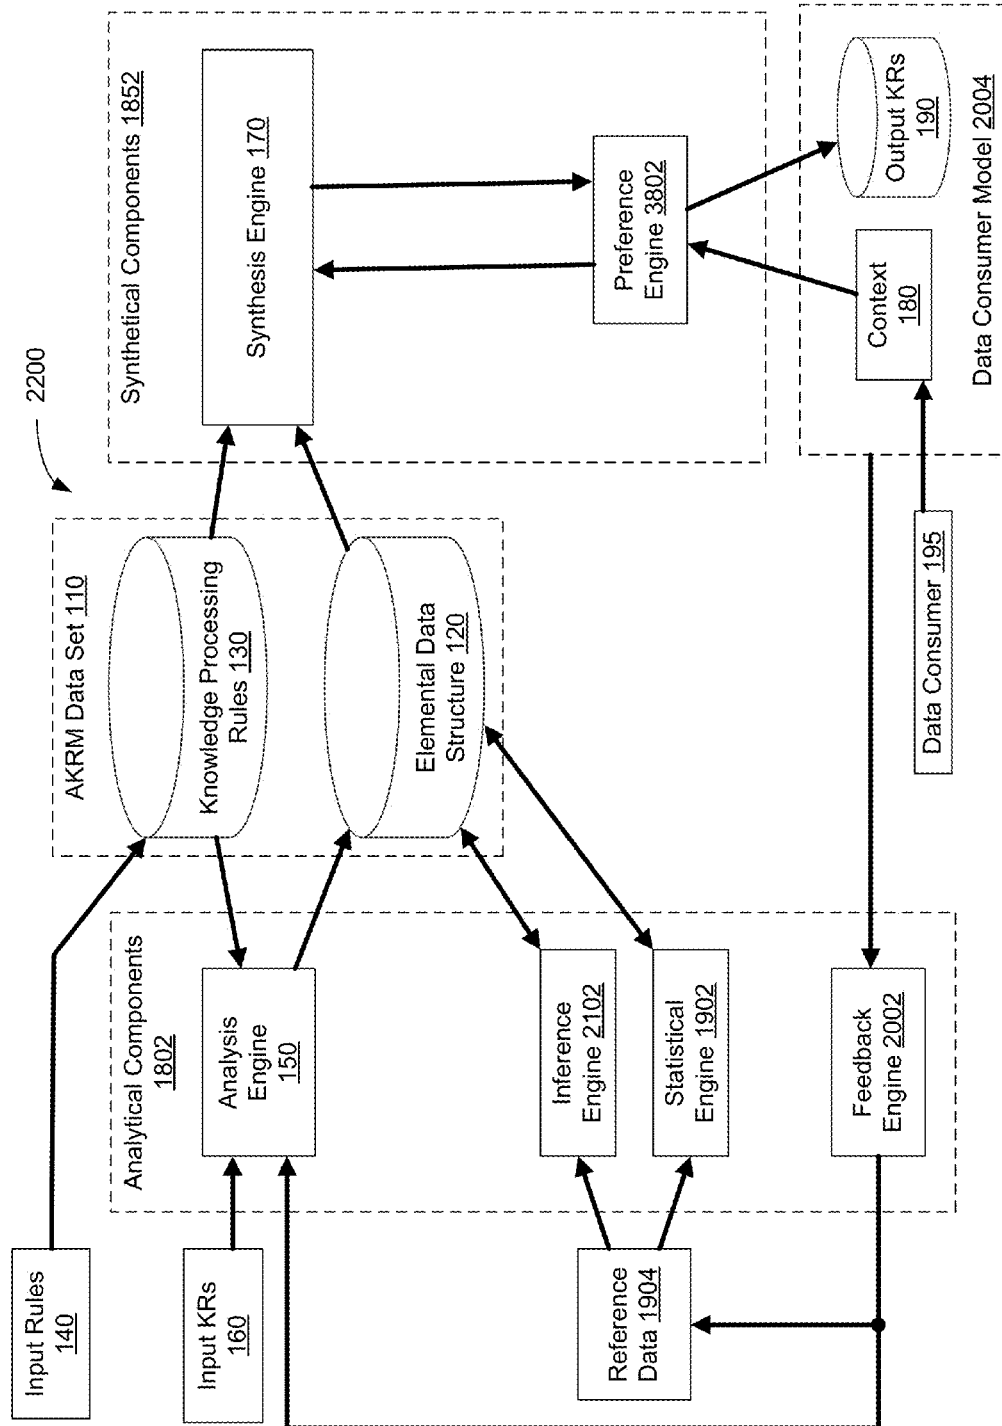 2200
Input Rules
140
Input KRs
160
Reference
Data 1904
Analytical Components
1802
Analysis
Engine
150
Inference
Engine 2102
Statistical
Engine 1902
Feedback
Engine 2002
AKRM Data Set 110
Knowledge Processing
Rules 130
Elemental Data
Structure 120
Synthetical Components 1852
Synthesis Engine 170
Preference
Engine 3802
Data Consumer 195
Context
180
Output KRs
190
Data Consumer Model 2004